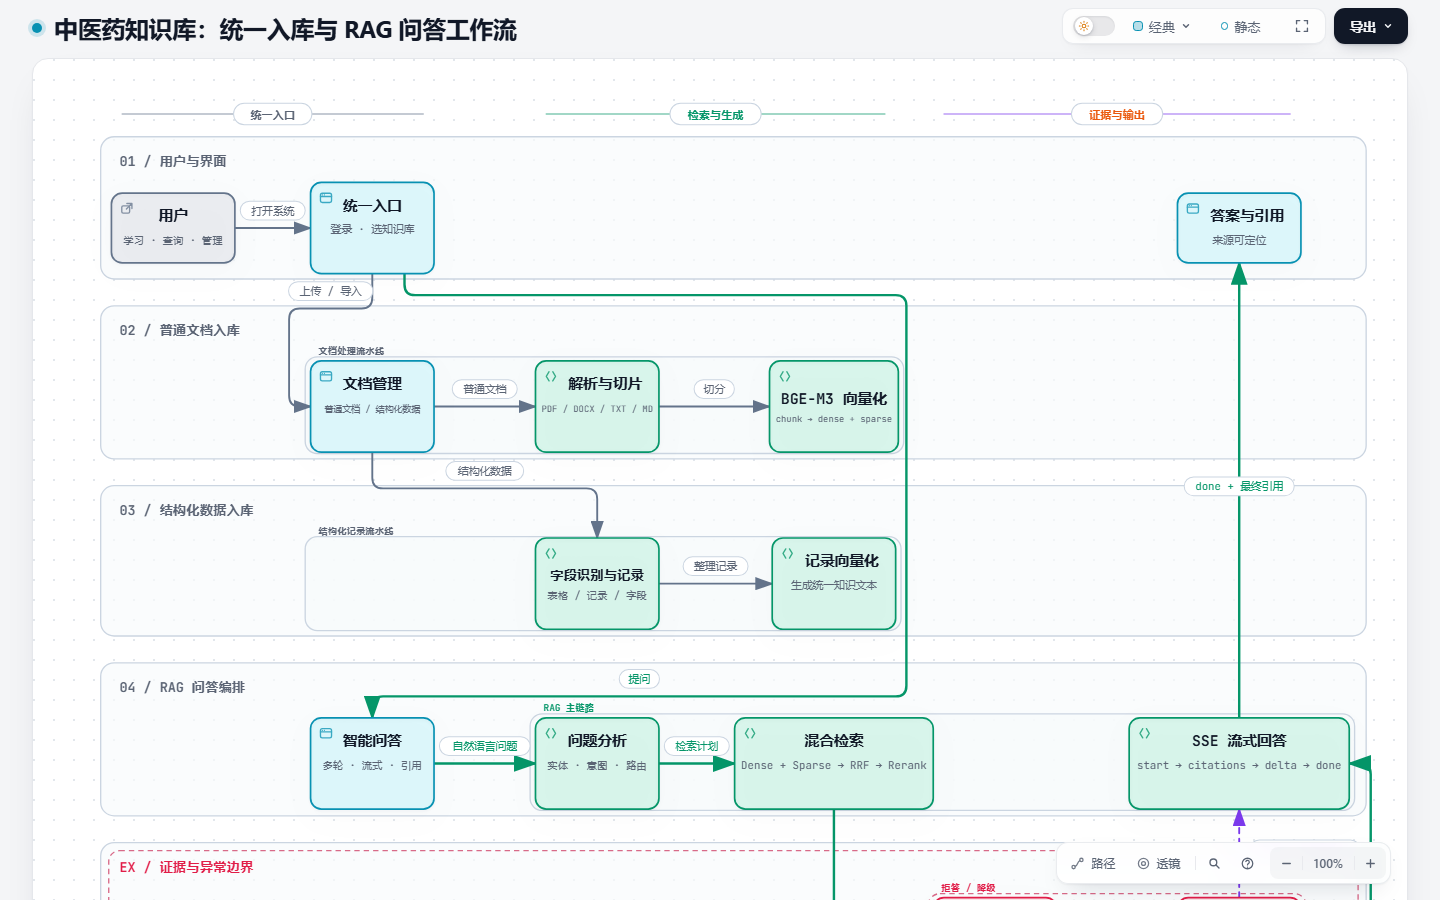 中医药知识库：统一入库与 RAG 问答工作流
经典
静态
导出
统一入口
检索与生成
证据与输出
01 / 用户与界面
用户
学习 · 查询 · 管理
打开系统
统一入口
登录 · 选知识库
答案与引用
来源可定位
上传 / 导入
02 / 普通文档入库
文档处理流水线
文档管理
普通文档 / 结构化数据
普通文档
解析与切片
PDF / DOCX / TXT / MD
切分
BGE-M3 向量化
chunk → dense + sparse
结构化数据
done + 最终引用
03 / 结构化数据入库
结构化记录流水线
字段识别与记录
表格 / 记录 / 字段
整理记录
记录向量化
生成统一知识文本
提问
04 / RAG 问答编排
RAG 主链路
智能问答
多轮 · 流式 · 引用
自然语言问题
问题分析
实体 · 意图 · 路由
检索计划
混合检索
Dense + Sparse → RRF → Rerank
SSE 流式回答
start → citations → delta → done
EX / 证据与异常边界
拒答 / 降级
路径
透镜
100%